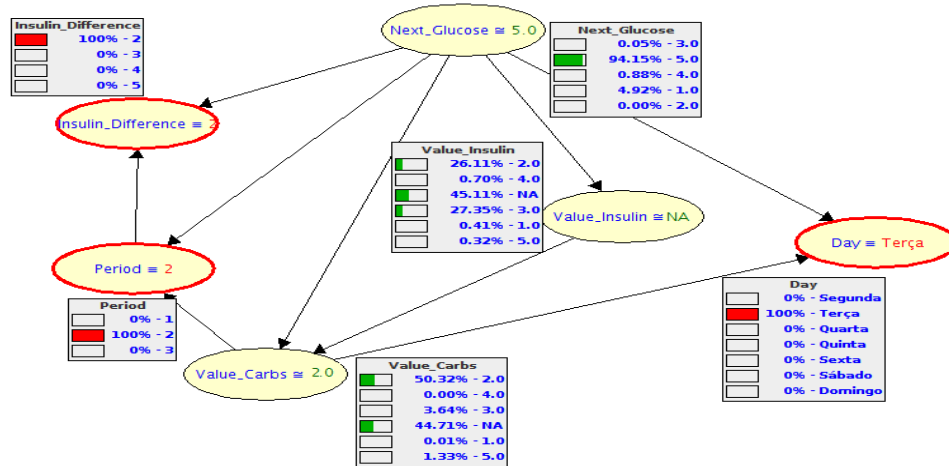 Insulin_Difference
100% - 2
0% - 3
0% - 4
0% - 5
Next_Glucose ≅ 5.0
Next_Glucose
0.05% - 3.0
94.15% - 5.0
0.88% - 4.0
4.92% - 1.0
0.00% - 2.0
Insulin_Difference ≡ 2
Value_Insulin
26.11% - 2.0
0.70% - 4.0
45.11% - NA
27.35% - 3.0
0.41% - 1.0
0.32% - 5.0
Value_Insulin ≅ NA
Day ≡ Terça
Period ≡ 2
Period
0% - 1
100% - 2
0% - 3
Day
0% - Segunda
100% - Terça
0% - Quarta
0% - Quinta
0% - Sexta
0% - Sábado
0% - Domingo
Value_Carbs ≅ 2.0
Value_Carbs
50.32% - 2.0
0.00% - 4.0
3.64% - 3.0
44.71% - NA
0.01% - 1.0
1.33% - 5.0